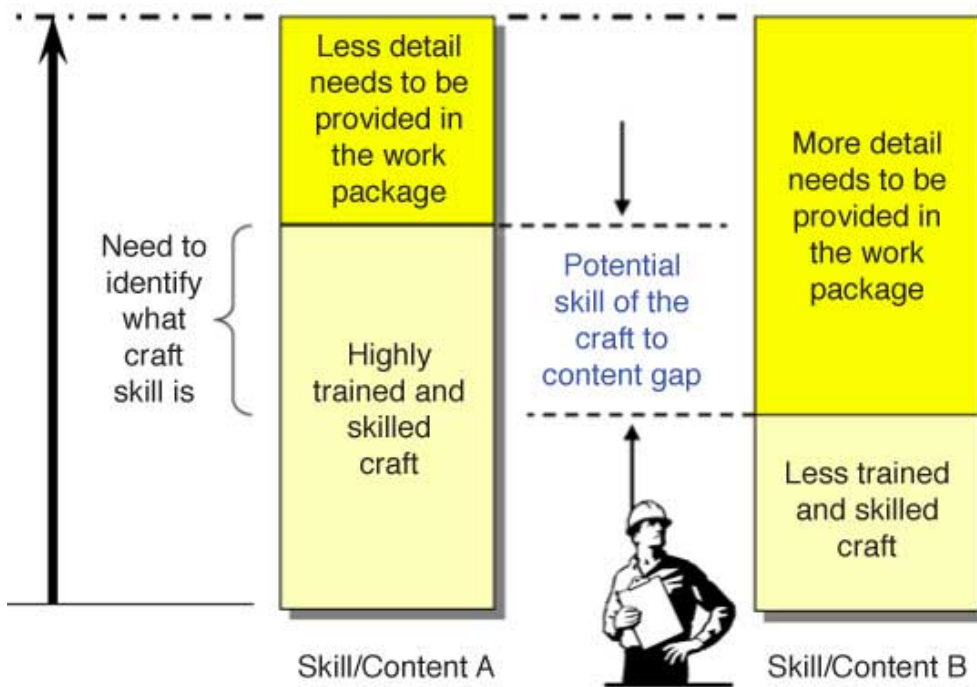 Less detail
needs to be
provided in
the work
package
Need to
identify
what
craft
skill is
Highly
trained and
skilled
craft
Potential
skill of the
craft to
content gap
More detail
needs to be
provided in
the work
package
Less trained
and skilled
craft
Skill/Content A
Skill/Content B